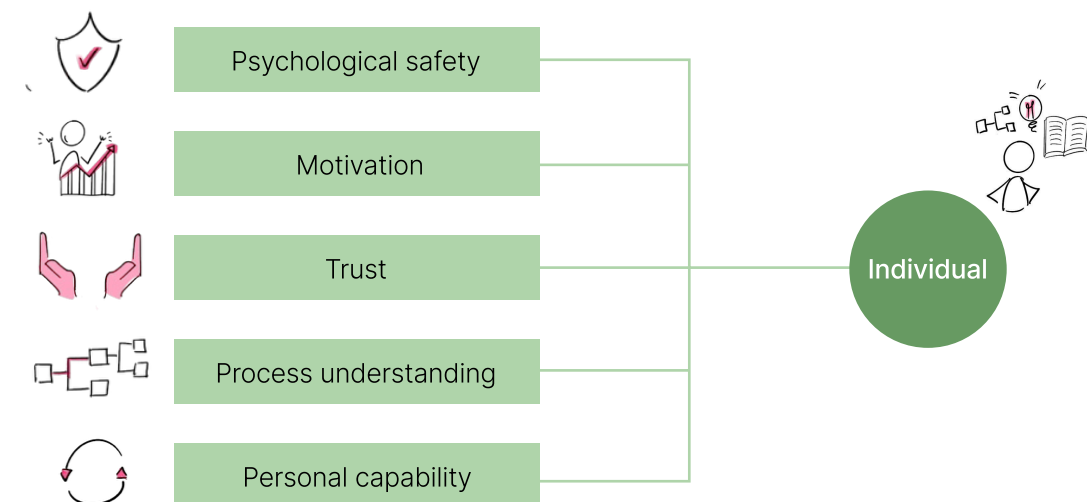 Psychological safety
Motivation
Trust
Individual
Process understanding
Personal capability